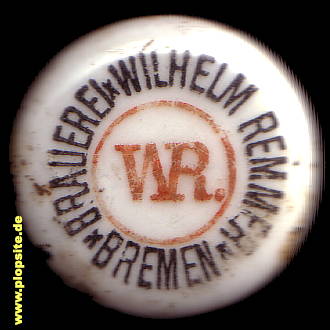 BRAUEREI WILHELM REMMER
WR.
★BREMEN★
www.plopsite.de